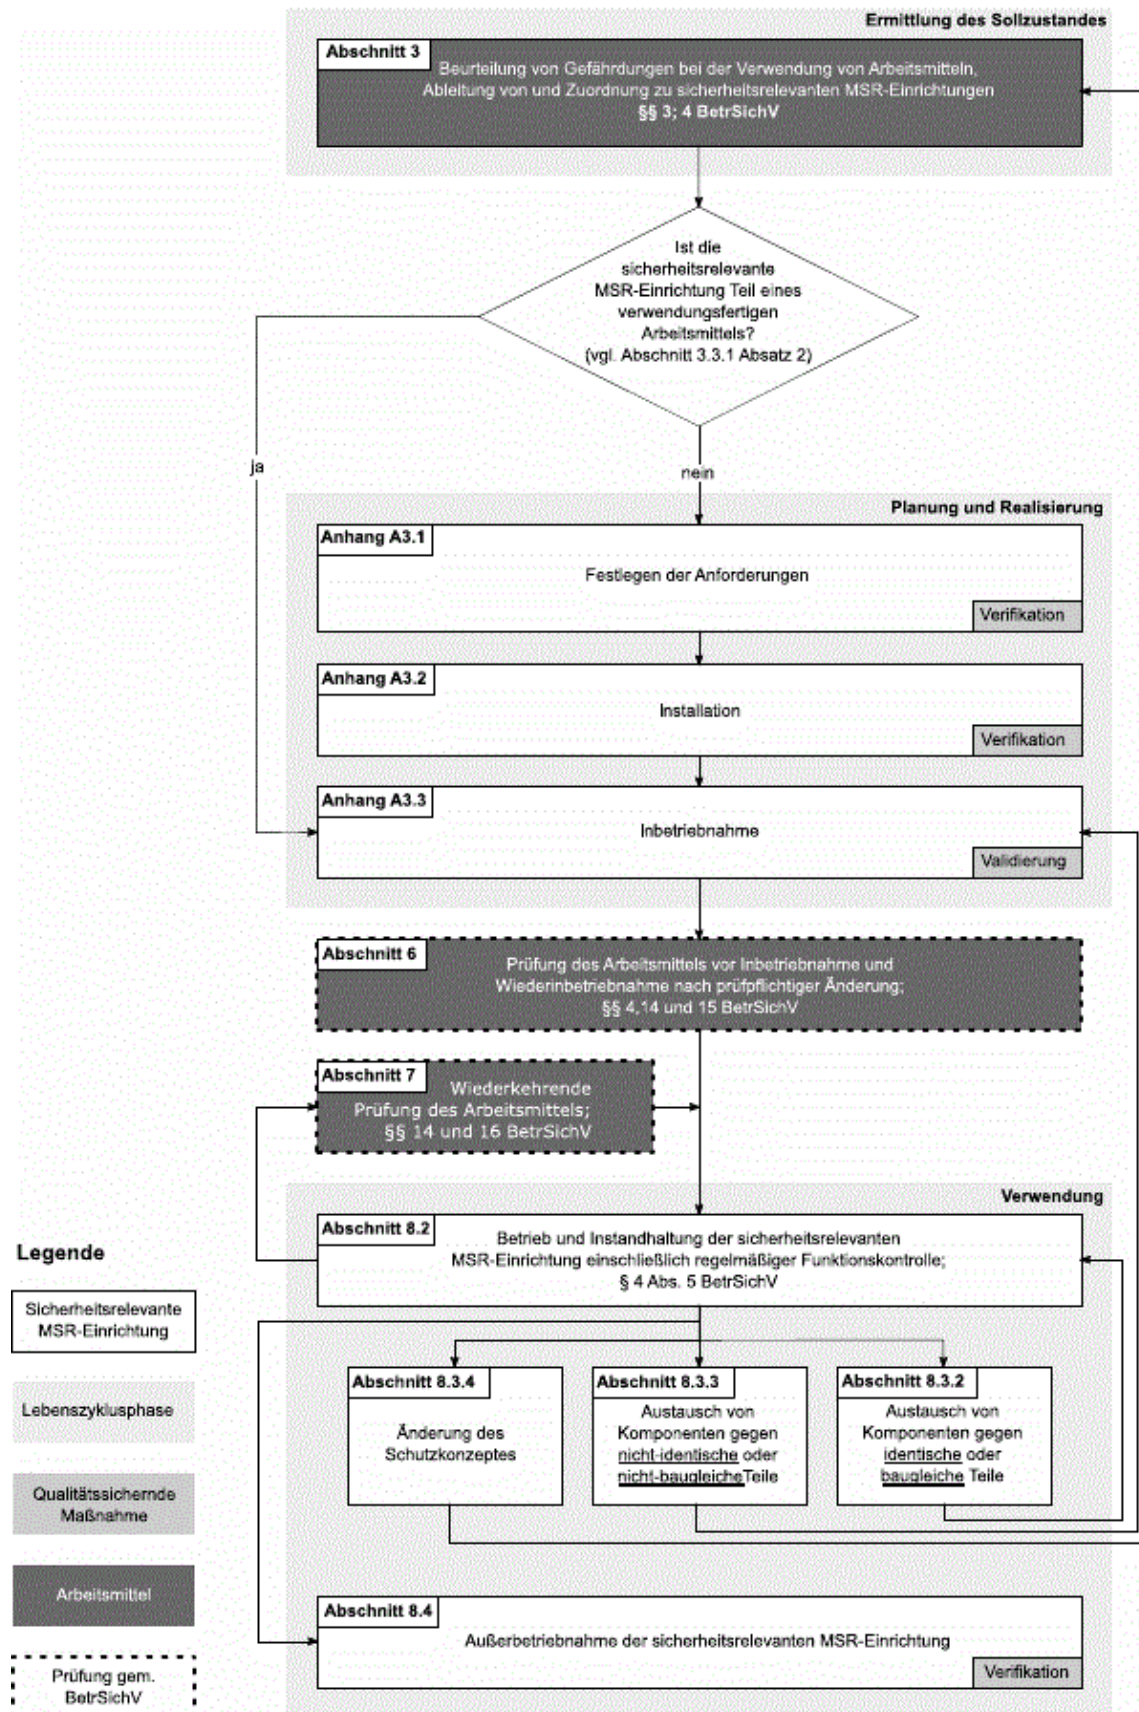 Ermittlung des Sollzustandes
Abschnitt 3
Beurteilung von Gefährdungen bei der Verwendung von Arbeitsmitteln,
Ableitung von und Zuordnung zu sicherheitsrelevanten MSR-Einrichtungen
§§ 3; 4 BetrSichV
Ist die
sicherheitsrelevante
MSR-Einrichtung Teil eines
verwendungsfertigen
Arbeitsmittels?
(vgl. Abschnitt 3.3.1 Absatz 2)
ja
nein
Planung und Realisierung
Anhang A3.1
Festlegen der Anforderungen
Verifikation
Anhang A3.2
Installation
Verifikation
Anhang A3.3
Inbetriebnahme
Validierung
Abschnitt 6
Prüfung des Arbeitsmittels vor Inbetriebnahme und
Wiederinbetriebnahme nach prüfpflichtiger Änderung;
§§ 4,14 und 15 BetrSichV
Abschnitt 7
Wiederkehrende
Prüfung des Arbeitsmittels;
§§ 14 und 16 BetrSichV
Verwendung
Abschnitt 8.2
Betrieb und Instandhaltung der sicherheitsrelevanten
MSR-Einrichtung einschließlich regelmäßiger Funktionskontrolle;
§ 4 Abs. 5 BetrSichV
Abschnitt 8.3.4
Änderung des
Schutzkonzeptes
Abschnitt 8.3.3
Austausch von
Komponenten gegen
nicht-identische oder
nicht-baugleiche Teile
Abschnitt 8.3.2
Austausch von
Komponenten gegen
identische oder
baugleiche Teile
Abschnitt 8.4
Außerbetriebnahme der sicherheitsrelevanten MSR-Einrichtung
Verifikation
Legende
Sicherheitsrelevante
MSR-Einrichtung
Lebenszyklusphase
Qualitätssichernde
Maßnahme
Arbeitsmittel
Prüfung gem.
BetrSichV